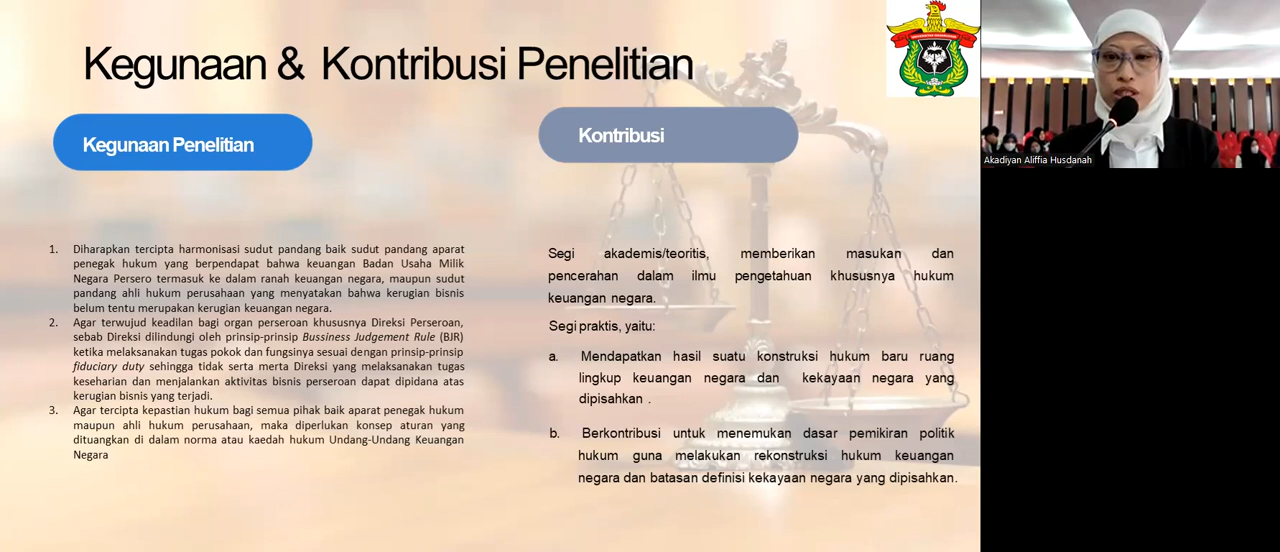 Kegunaan & Kontribusi Penelitian
Kegunaan Penelitian
1. Diharapkan tercipta harmonisasi sudut pandang baik sudut pandang aparat
penegak hukum yang berpendapat bahwa keuangan Badan Usaha Milik
Negara Persero termasuk ke dalam ranah keuangan negara, maupun sudut
pandang ahli hukum perusahaan yang menyatakan bahwa kerugian bisnis
belum tentu merupakan kerugian keuangan negara.
2. Agar terwujud keadilan bagi organ perseroan khususnya Direksi Perseroan,
sebab Direksi dilindungi oleh prinsip-prinsip Bussiness Judgement Rule (BJR)
ketika melaksanakan tugas pokok dan fungsinya sesuai dengan prinsip-prinsip
fiduciary duty sehingga tidak serta merta Direksi yang melaksanakan tugas
keseharian dan menjalankan aktivitas bisnis perseroan dapat dipidana atas
kerugian bisnis yang terjadi.
3. Agar tercipta kepastian hukum bagi semua pihak baik aparat penegak hukum
maupun ahli hukum perusahaan, maka diperlukan konsep aturan yang
dituangkan di dalam norma atau kaedah hukum Undang-Undang Keuangan
Negara
Kontribusi
Segi akademis/teoritis, memberikan masukan dan
pencerahan dalam ilmu pengetahuan khususnya hukum
keuangan negara.
Segi praktis, yaitu:
a. Mendapatkan hasil suatu konstruksi hukum baru ruang
lingkup keuangan negara dan kekayaan negara yang
dipisahkan .
b. Berkontribusi untuk menemukan dasar pemikiran politik
hukum guna melakukan rekonstruksi hukum keuangan
negara dan batasan definisi kekayaan negara yang dipisahkan.
Akadiyan Aliffia Husdanah